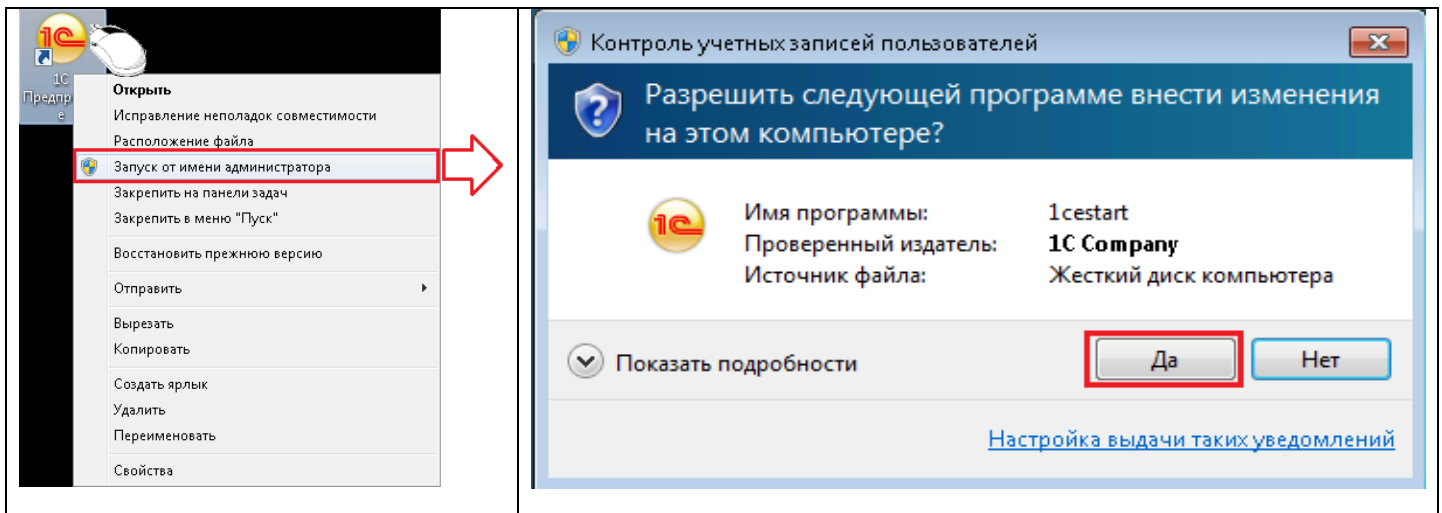 1С
1С
Предпр
е
Открыть
Исправление неполадок совместимости
Расположение файла
Запуск от имени администратора
Закрепить на панели задач
Закрепить в меню "Пуск"
Восстановить прежнюю версию
Отправить
Вырезать
Копировать
Создать ярлык
Удалить
Переименовать
Свойства
Контроль учетных записей пользователей
Разрешить следующей программе внести изменения
на этом компьютере?
1С
Имя программы: 1cestart
Проверенный издатель: 1C Company
Источник файла: Жесткий диск компьютера
Показать подробности
Да Нет
Настройка выдачи таких уведомлений